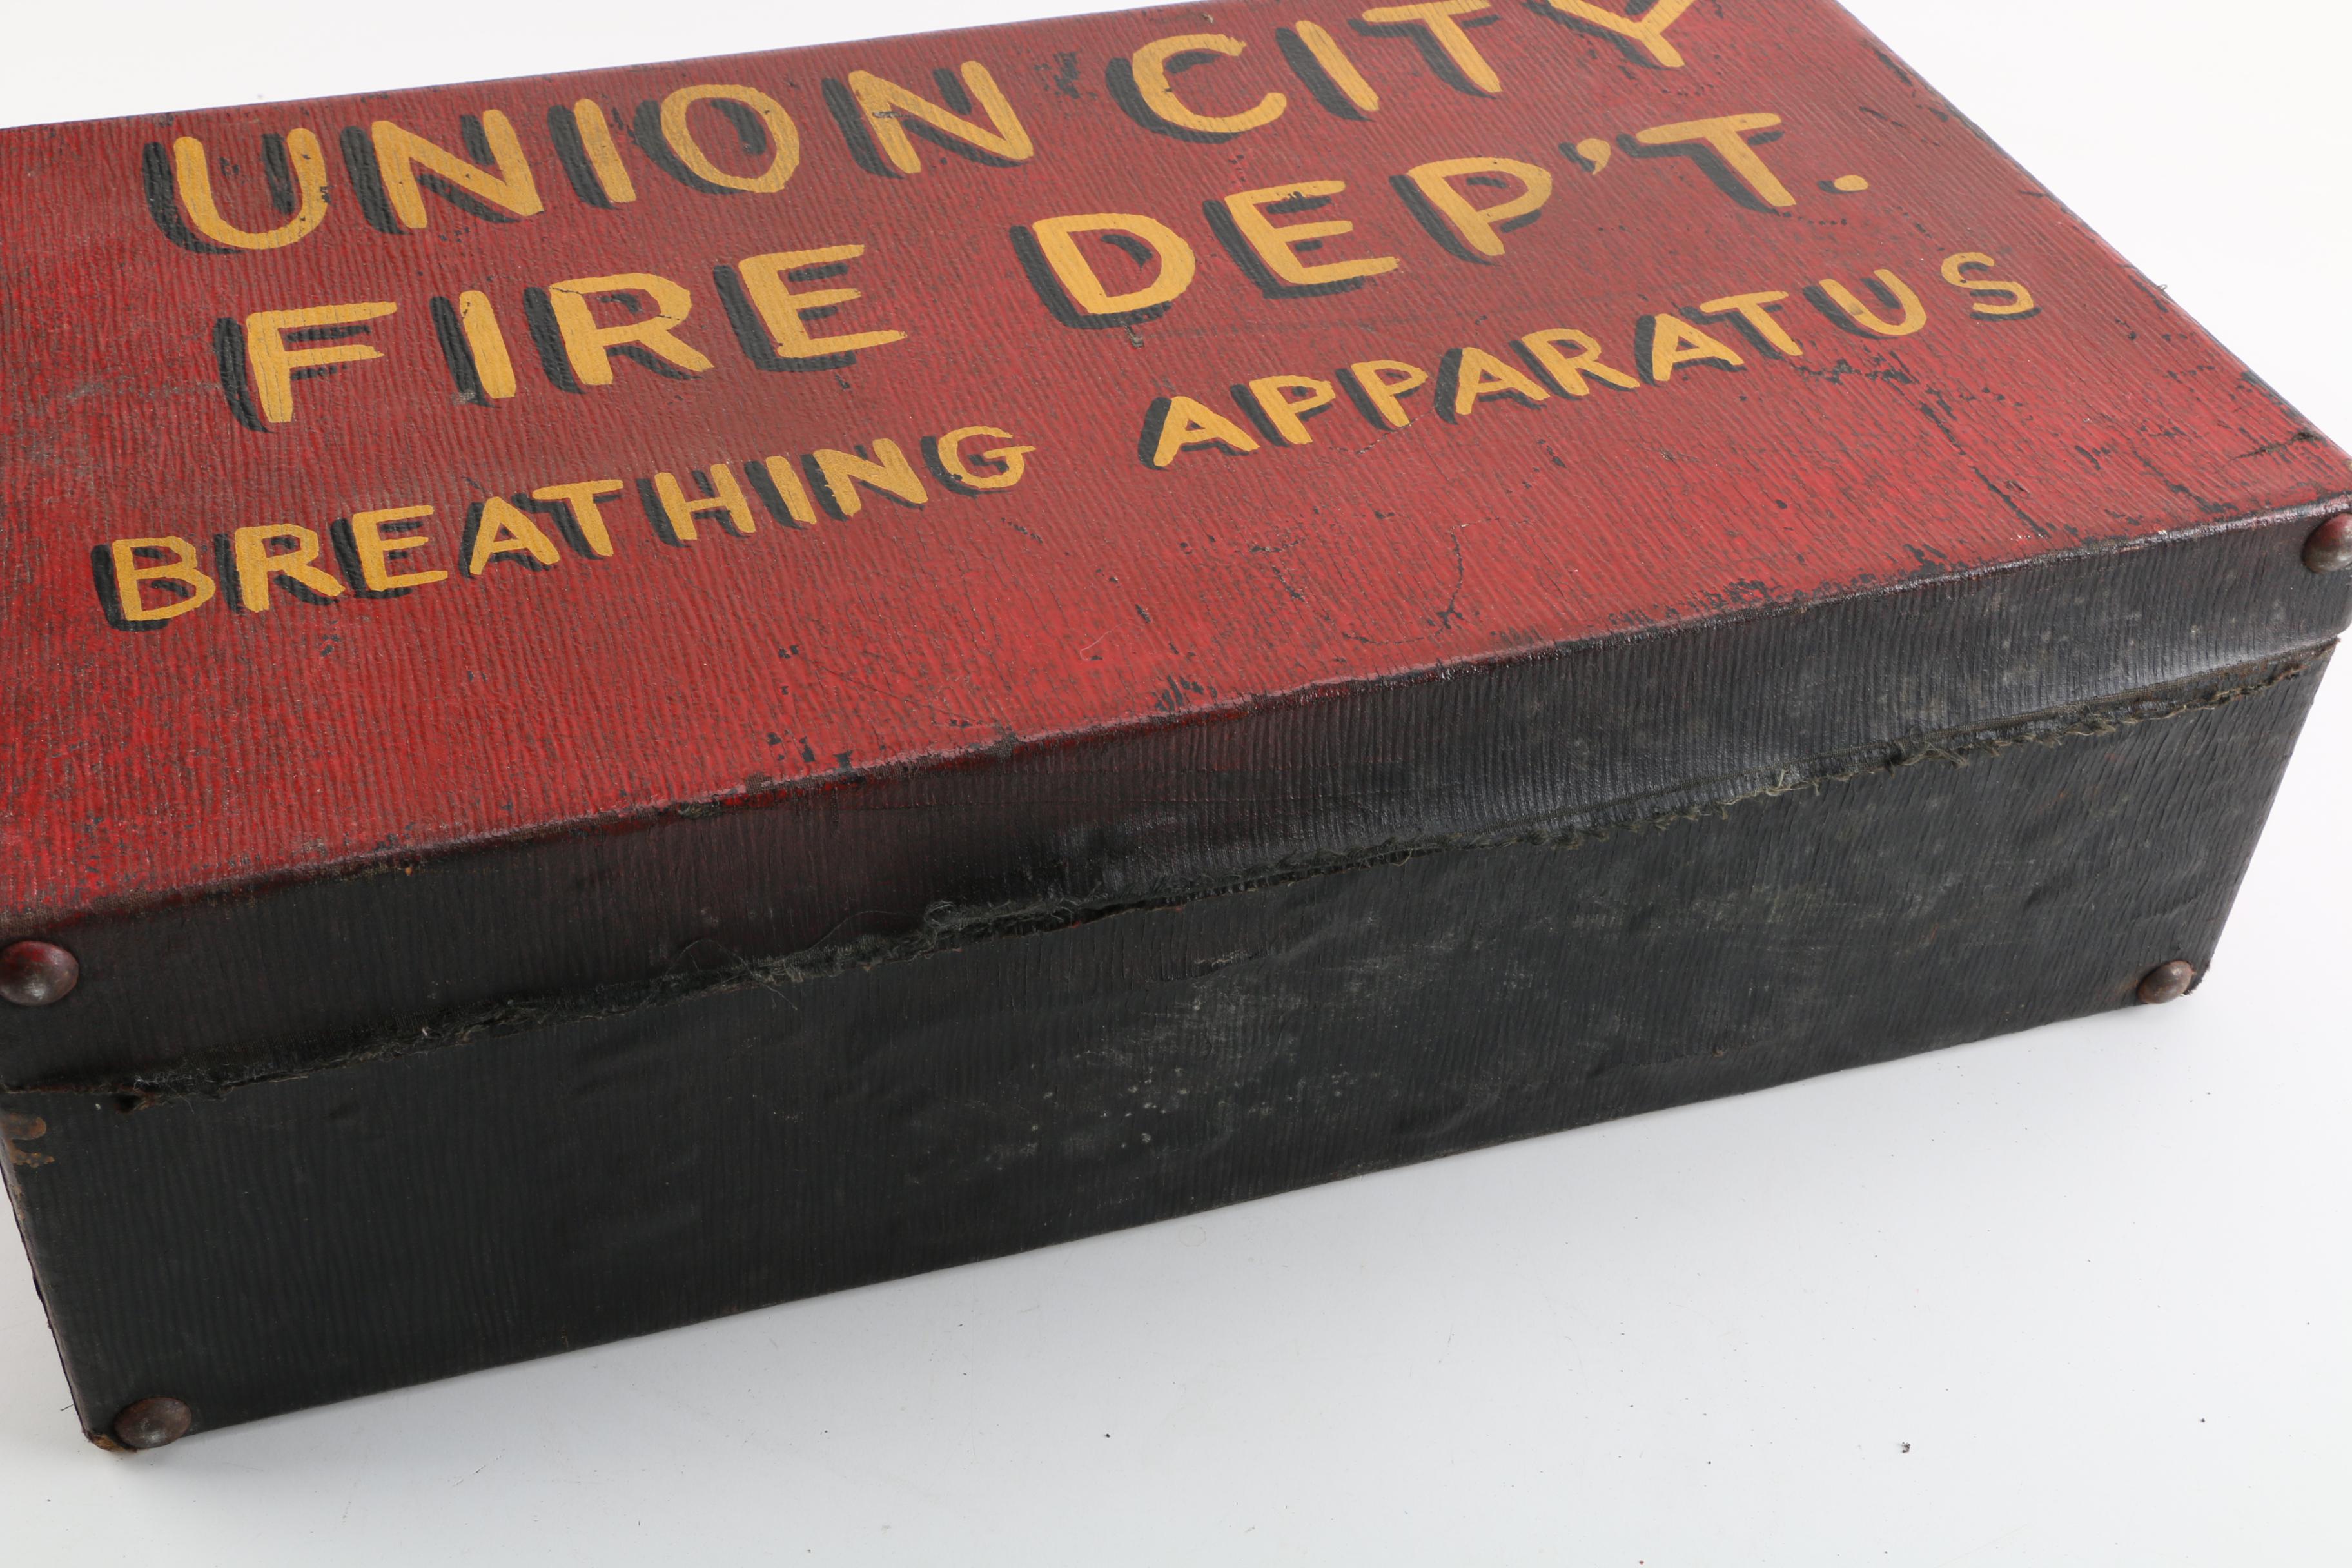 UNION CITY
FIRE DEP'T.
BREATHING APPARATUS